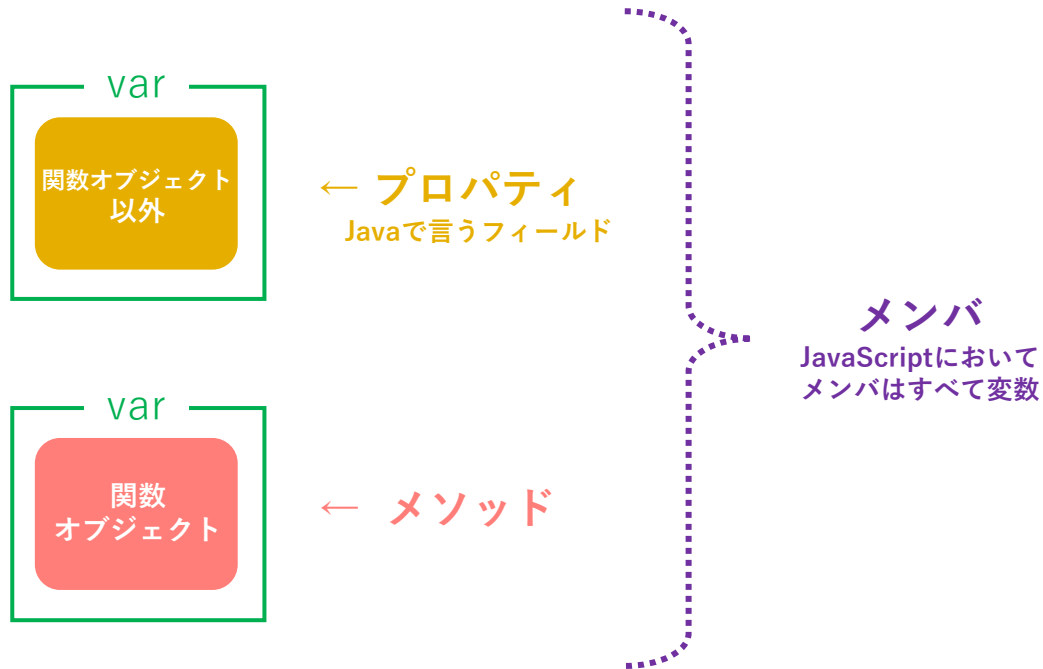 var
関数オブジェクト
以外
← プロパティ
Javaで言うフィールド
メンバ
JavaScriptにおいて
メンバはすべて変数
var
関数
オブジェクト
← メソッド